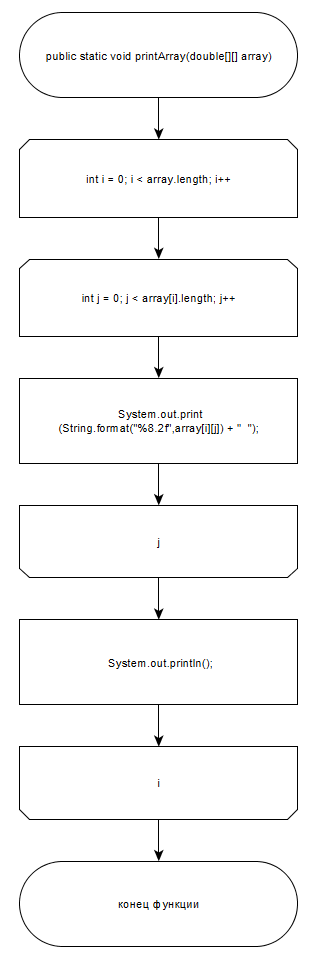 public static void printArray(double[][] array)
int i = 0; i < array.length; i++
int j = 0; j < array[i].length; j++
System.out.print
(String.format("%8.2f",array[i][j]) + "  ");
j
System.out.println();
i
конец функции